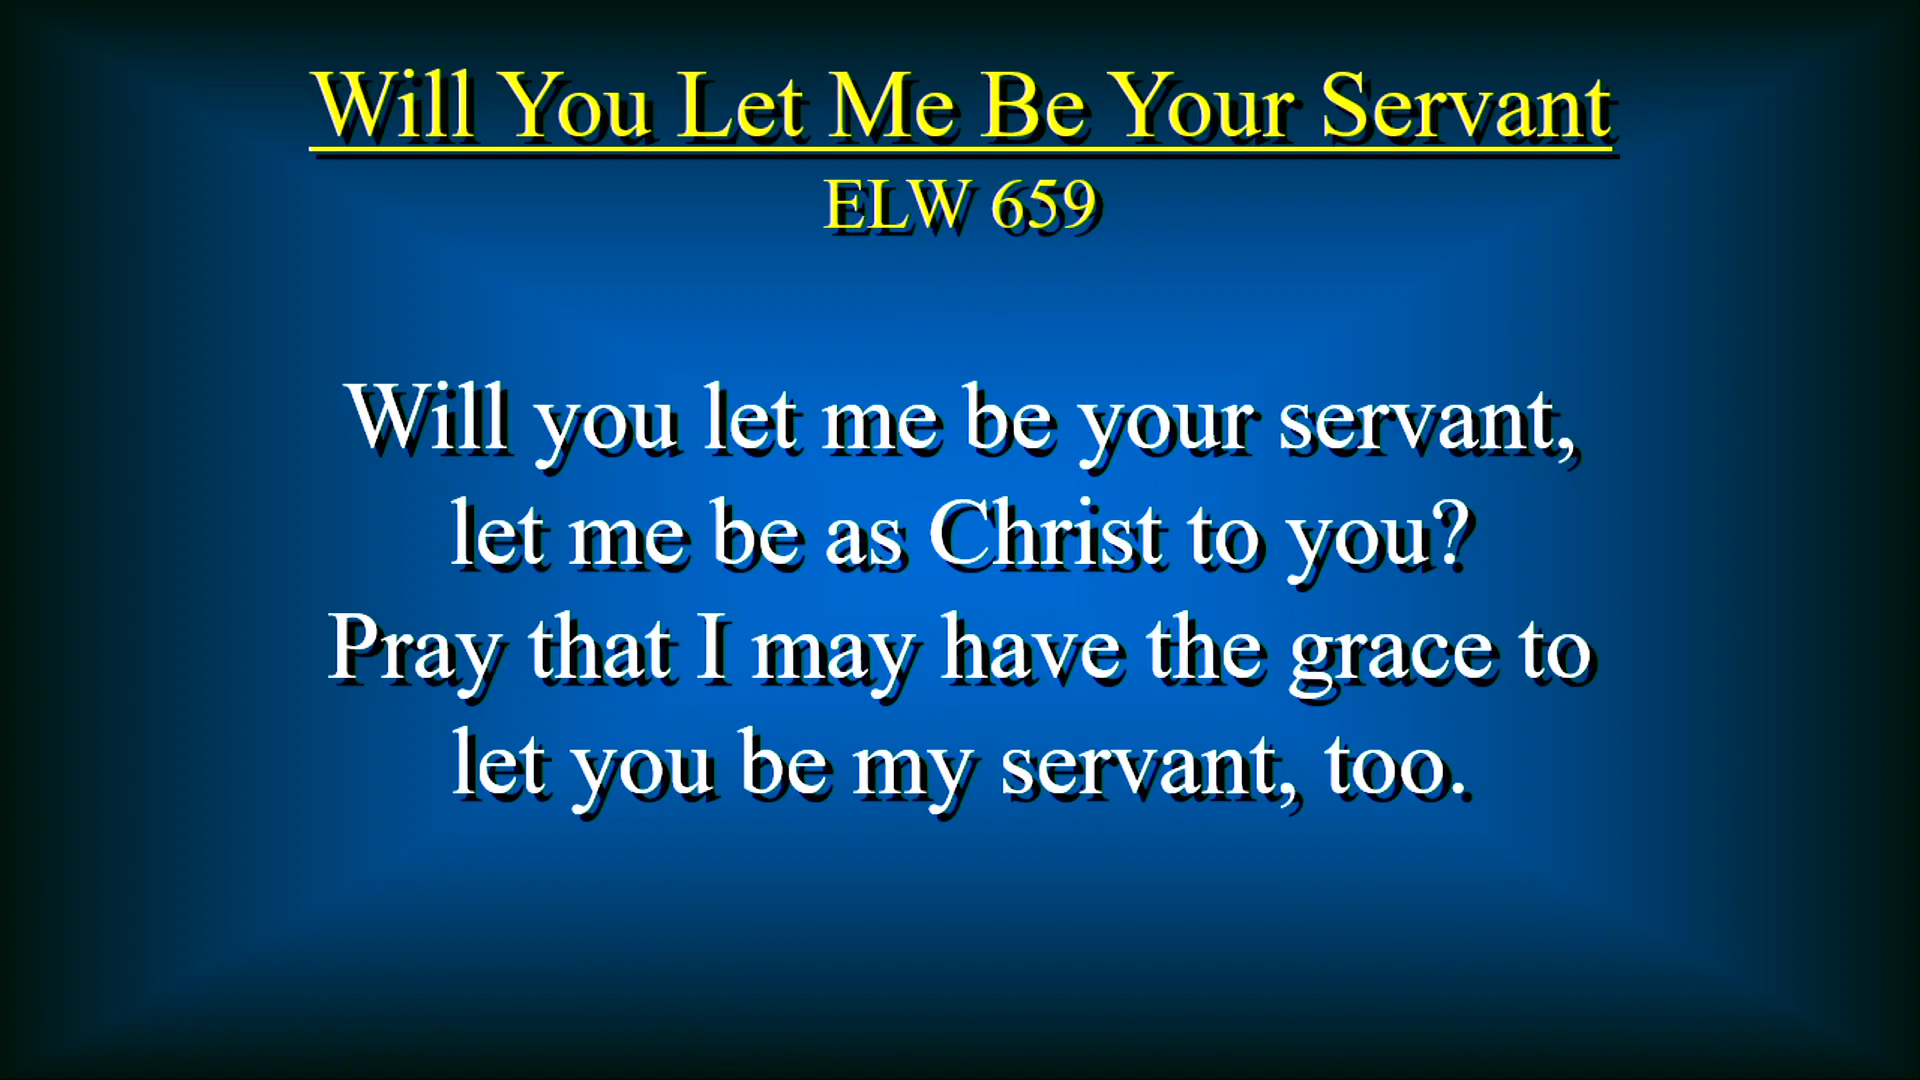 Will You Let Me Be Your Servant
ELW 659
Will you let me be your servant,
let me be as Christ to you?
Pray that I may have the grace to
let you be my servant, too.